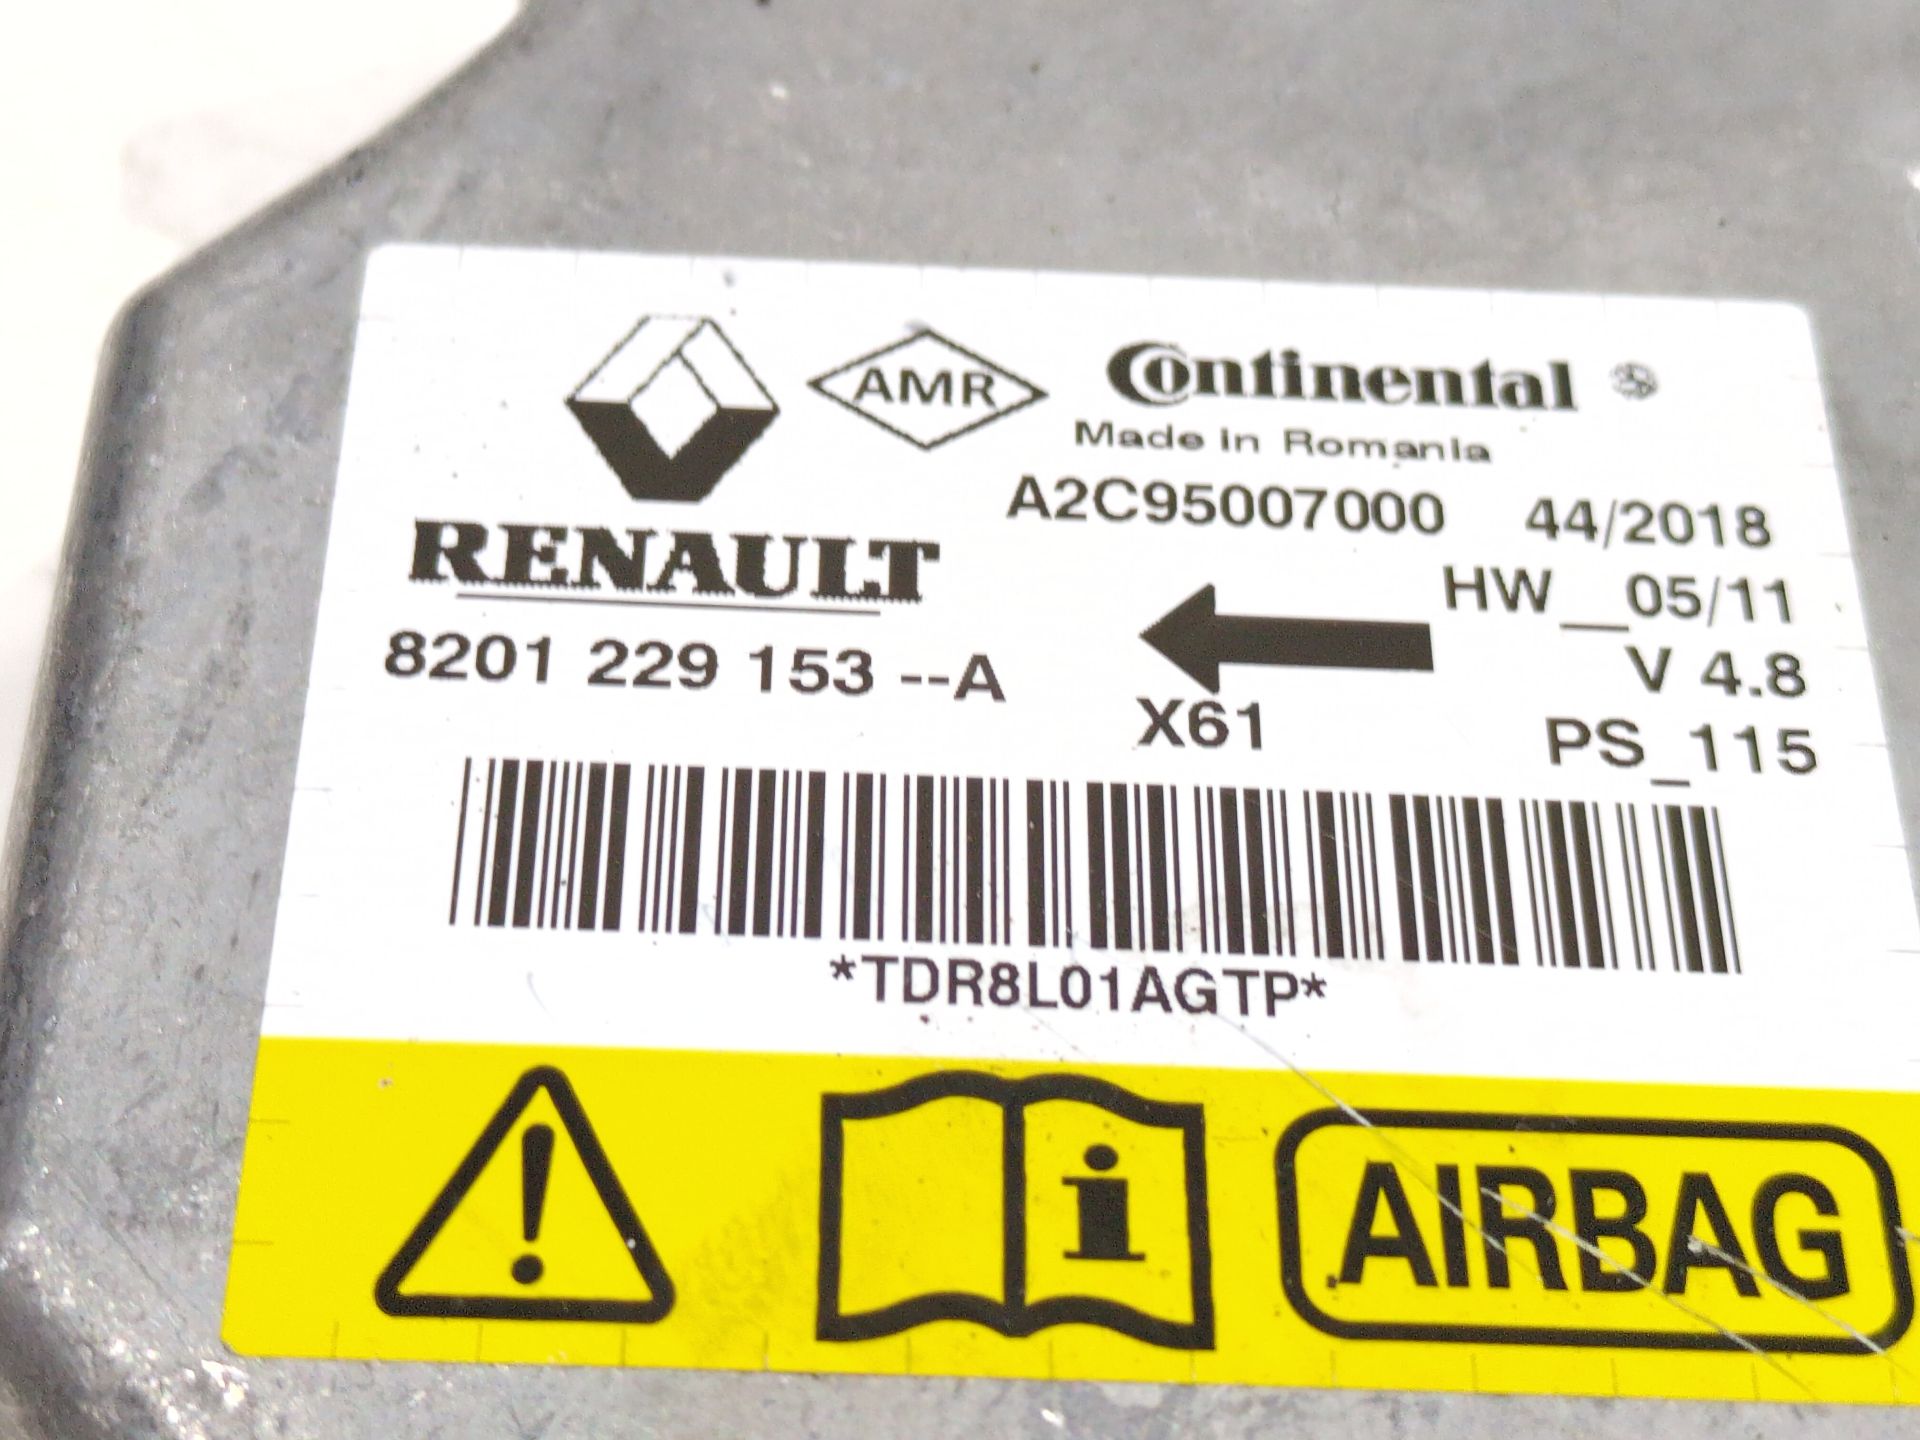 AMR
Continental
Made in Romania
A2C95007000 44/2018
RENAULT
HW__05/11
8201 229 153 --A
V 4.8
X61
PS_115
*TDR8L01AGTP*
! i AIRBAG